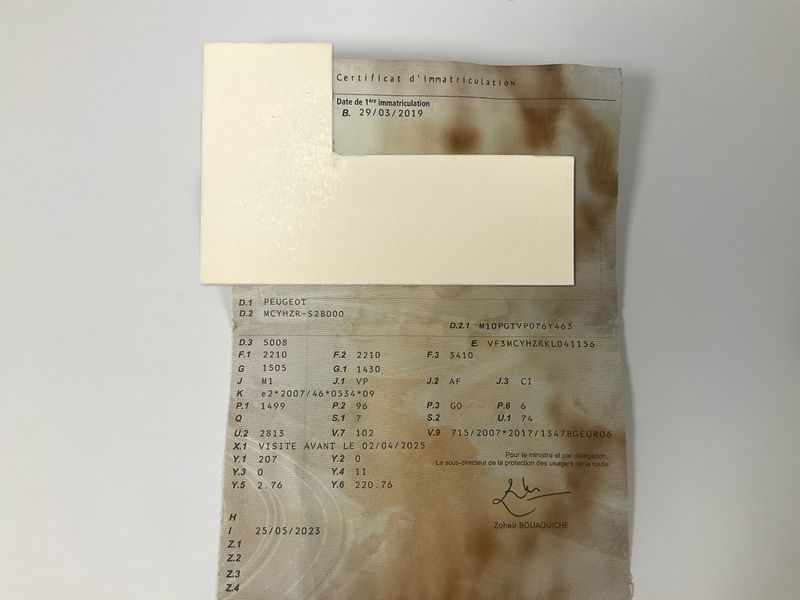 Certificat d'immatriculation
Date de 1ère immatriculation
B. 29/03/2019
D.1 PEUGEOT
D.2 MCYHZR-S2B000
D.2.1 M10PGTVP076Y463
D.3 5008 E. VF3MCYHZRKL041156
F.1 2210 F.2 2210 F.3 3410
G 1505 G.1 1430
J M1 J.1 VP J.2 AF J.3 CI
K e2*2007/46*0534*09
P.1 1499 P.2 96 P.3 GO P.6 6
Q S.1 7 S.2 U.1 74
U.2 2813 V.7 102 V.9 715/2007*2017/1347BGEURO6
X.1 VISITE AVANT LE 02/04/2025
Y.1 207 Y.2 0
Y.3 0 Y.4 11
Y.5 2.76 Y.6 220.76
Pour le ministre et par délégation,
Le sous-directeur de la protection des usagers de la route
Zoheir BOUAOUICHE
H
I 25/05/2023
Z.1
Z.2
Z.3
Z.4